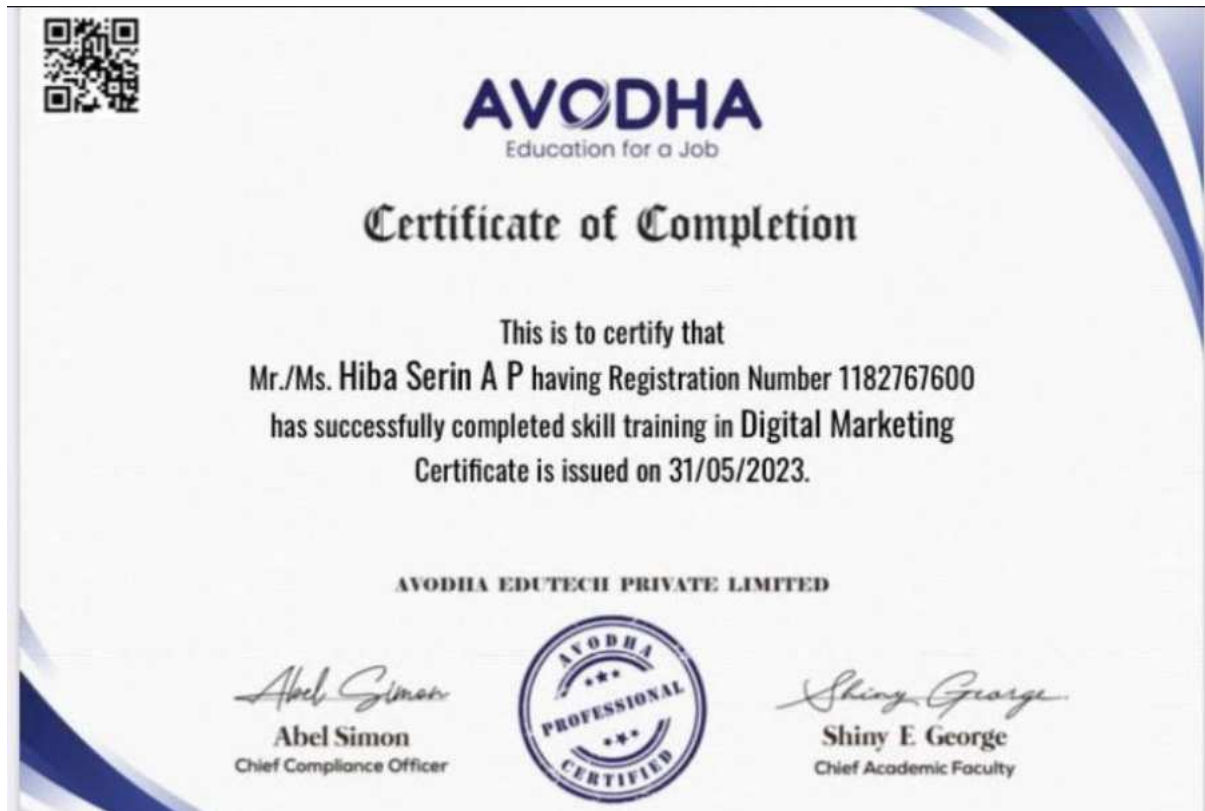 AVODHA
Education for a Job
Certificate of Completion
This is to certify that
Mr./Ms. Hiba Serin A P having Registration Number 1182767600
has successfully completed skill training in Digital Marketing
Certificate is issued on 31/05/2023.
AVODHA EDUTECH PRIVATE LIMITED
AVODHA
PROFESSIONAL
CERTIFIED
Abel Simon
Abel Simon
Chief Compliance Officer
Shiny George
Shiny E George
Chief Academic Faculty